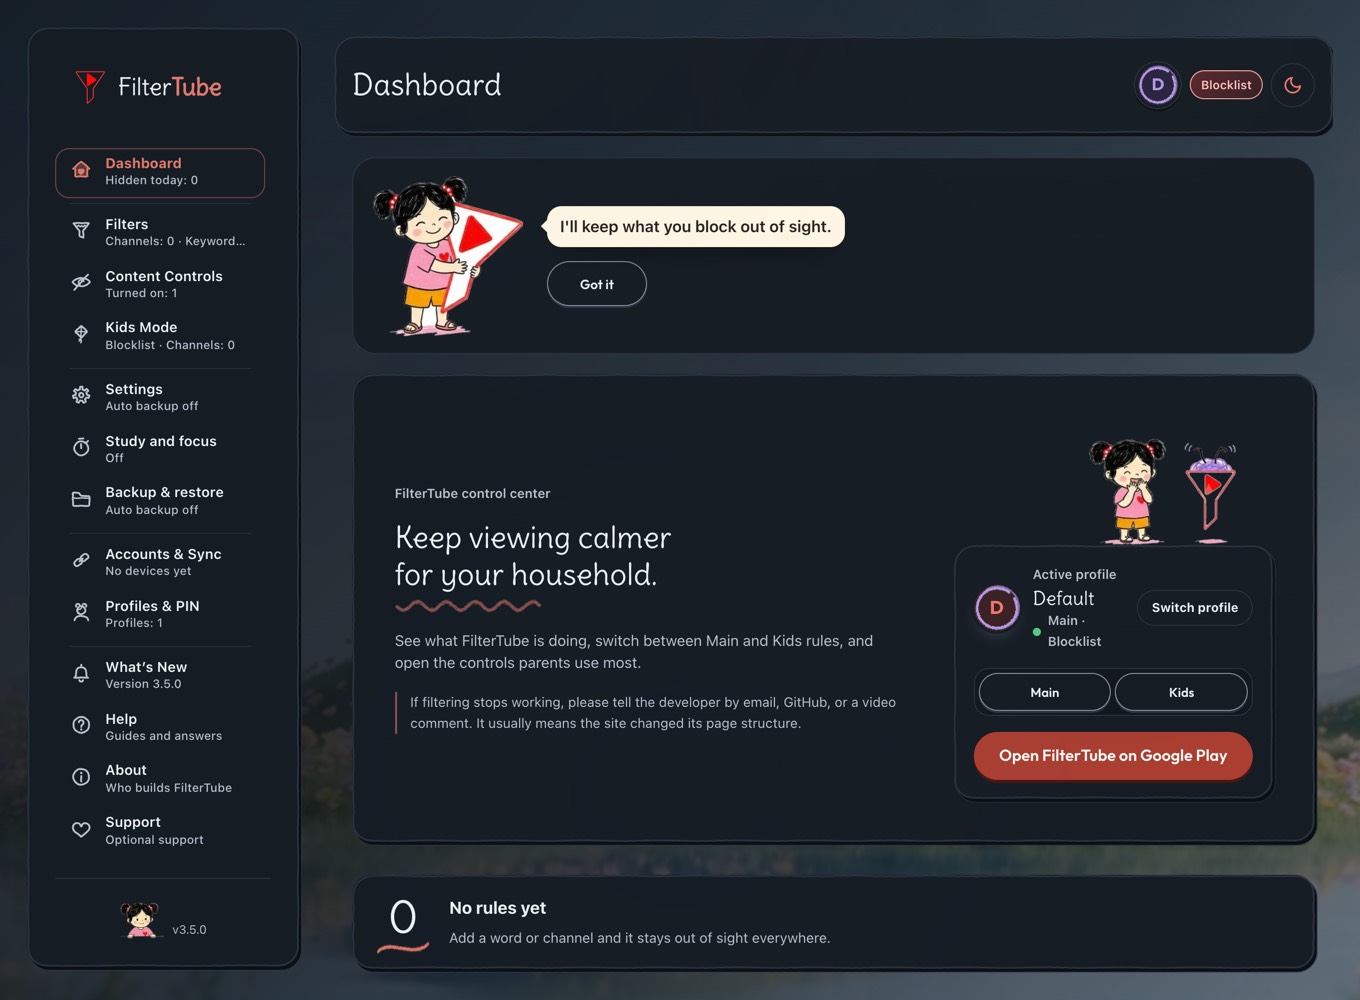 FilterTube
Dashboard
Hidden today: 0
Filters
Channels: 0 · Keyword...
Content Controls
Turned on: 1
Kids Mode
Blocklist · Channels: 0
Settings
Auto backup off
Study and focus
Off
Backup & restore
Auto backup off
Accounts & Sync
No devices yet
Profiles & PIN
Profiles: 1
What's New
Version 3.5.0
Help
Guides and answers
About
Who builds FilterTube
Support
Optional support
v3.5.0
Dashboard
D
Blocklist
I'll keep what you block out of sight.
Got it
FilterTube control center
Keep viewing calmer
for your household.
See what FilterTube is doing, switch between Main and Kids rules, and
open the controls parents use most.
If filtering stops working, please tell the developer by email, GitHub, or a video
comment. It usually means the site changed its page structure.
Active profile
D
Default
Main ·
Blocklist
Switch profile
Main
Kids
Open FilterTube on Google Play
0
No rules yet
Add a word or channel and it stays out of sight everywhere.